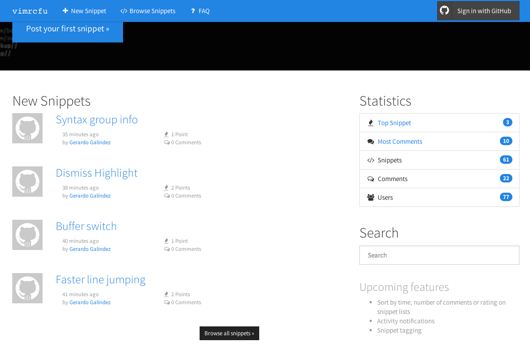 vimrcfu
New Snippet
Browse Snippets
FAQ
Sign in with GitHub
Post your first snippet »
New Snippets
Syntax group info
35 minutes ago
1 Point
by Gerardo Galindez
0 Comments
Dismiss Highlight
38 minutes ago
2 Points
by Gerardo Galindez
0 Comments
Buffer switch
40 minutes ago
1 Point
by Gerardo Galindez
0 Comments
Faster line jumping
41 minutes ago
2 Points
by Gerardo Galindez
0 Comments
Browse all snippets »
Statistics
Top Snippet 3
Most Comments 10
Snippets 61
Comments 22
Users 77
Search
Search
Upcoming features
Sort by time, number of comments or rating on
snippet lists
Activity notifications
Snippet tagging